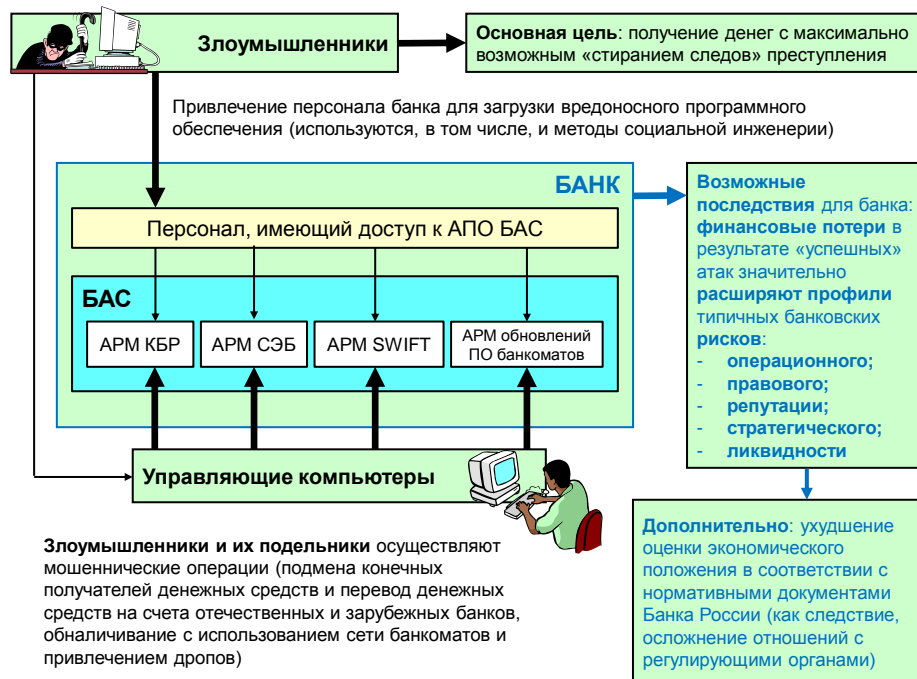 Злоумышленники
Основная цель: получение денег с максимально
возможным «стиранием следов» преступления
Привлечение персонала банка для загрузки вредоносного программного
обеспечения (используются, в том числе, и методы социальной инженерии)
БАНК
Персонал, имеющий доступ к АПО БАС
БАС
АРМ КБР
АРМ СЭБ
АРМ SWIFT
АРМ обновлений
ПО банкоматов
Управляющие компьютеры
Возможные
последствия для банка:
финансовые потери в
результате «успешных»
атак значительно
расширяют профили
типичных банковских
рисков:
- операционного;
- правового;
- репутации;
- стратегического;
- ликвидности
Злоумышленники и их подельники осуществляют
мошеннические операции (подмена конечных
получателей денежных средств и перевод денежных
средств на счета отечественных и зарубежных банков,
обналичивание с использованием сети банкоматов и
привлечением дропов)
Дополнительно: ухудшение
оценки экономического
положения в соответствии с
нормативными документами
Банка России (как следствие,
осложнение отношений с
регулирующими органами)